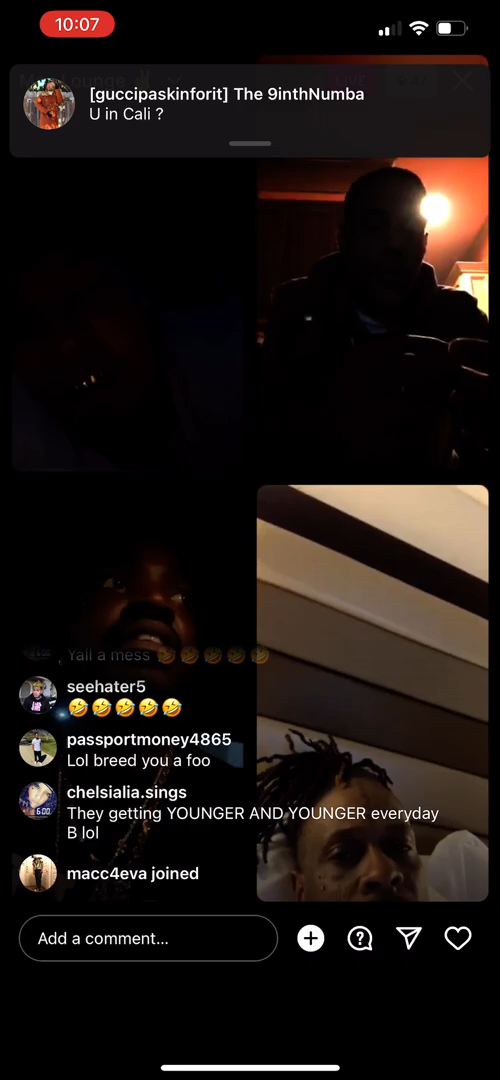 10:07
[guccipaskinforit] The 9inthNumba
U in Cali ?
Yall a mess 🤣🤣🤣🤣🤣
seehater5
🤣🤣🤣🤣🤣
passportmoney4865
Lol breed you a foo
chelsialia.sings
They getting YOUNGER AND YOUNGER everyday
B lol
macc4eva joined
Add a comment...